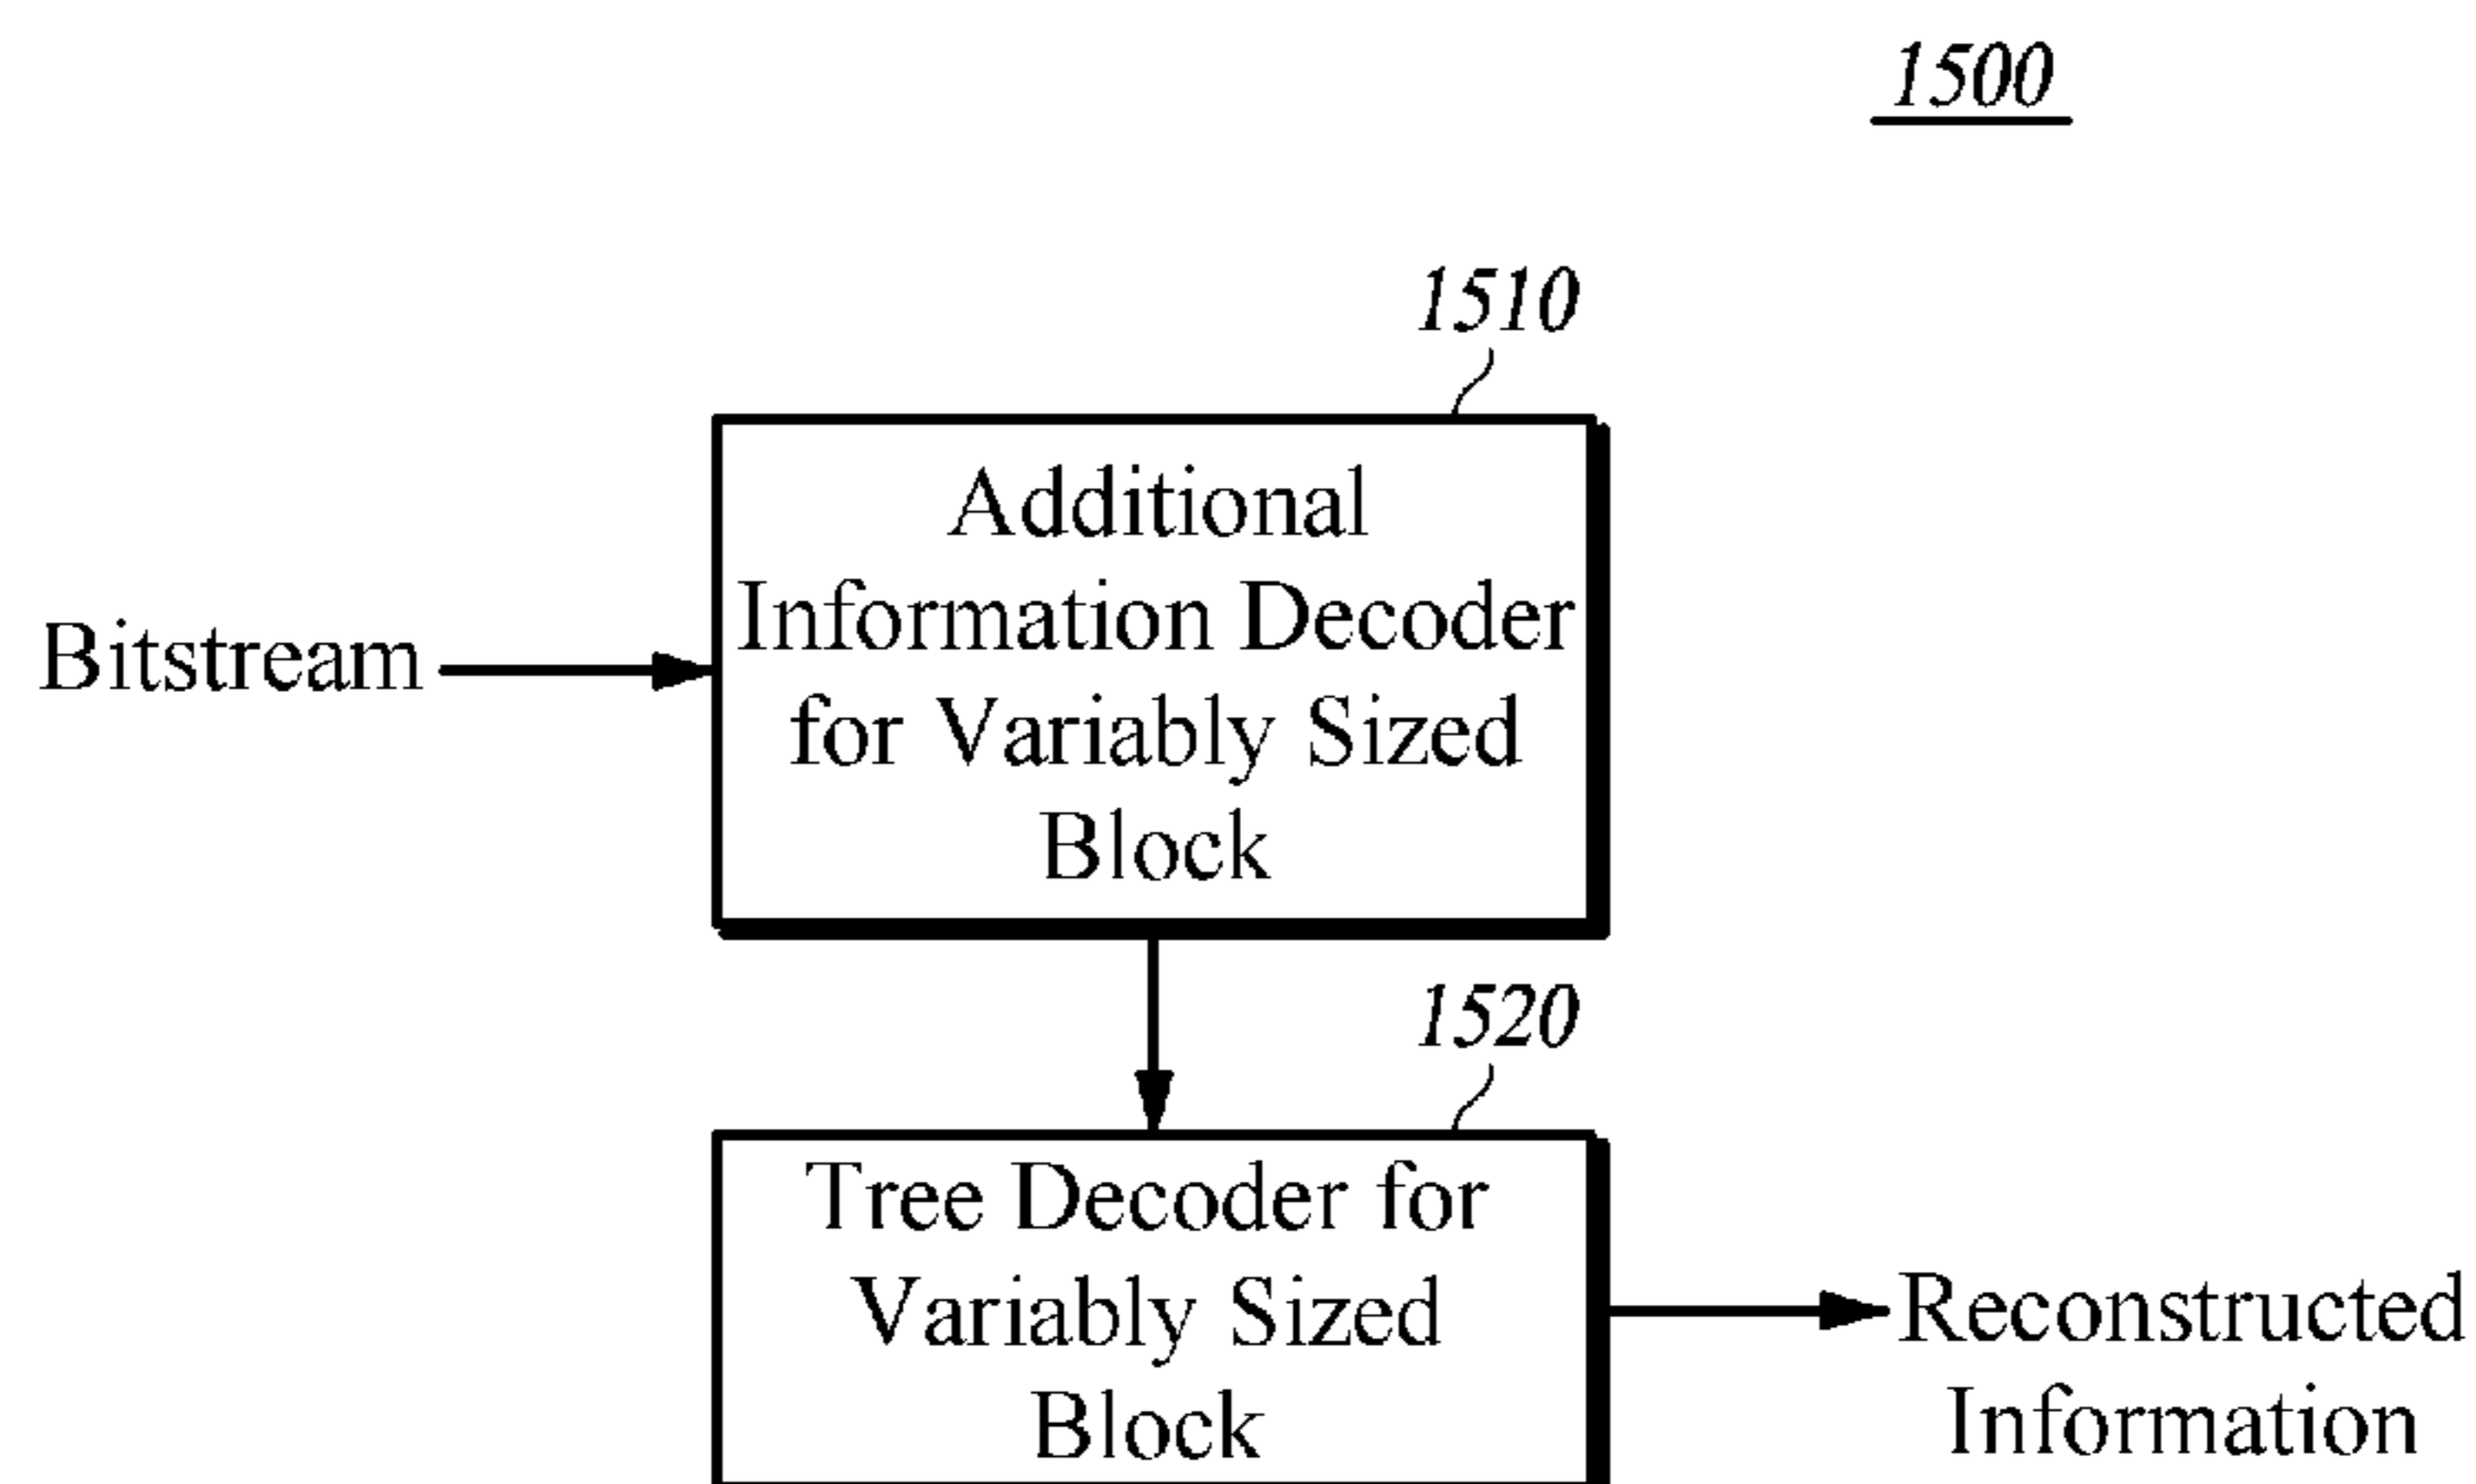 1500
1510
Additional
Information Decoder
for Variably Sized
Block
Bitstream
1520
Tree Decoder for
Variably Sized
Block
Reconstructed
Information